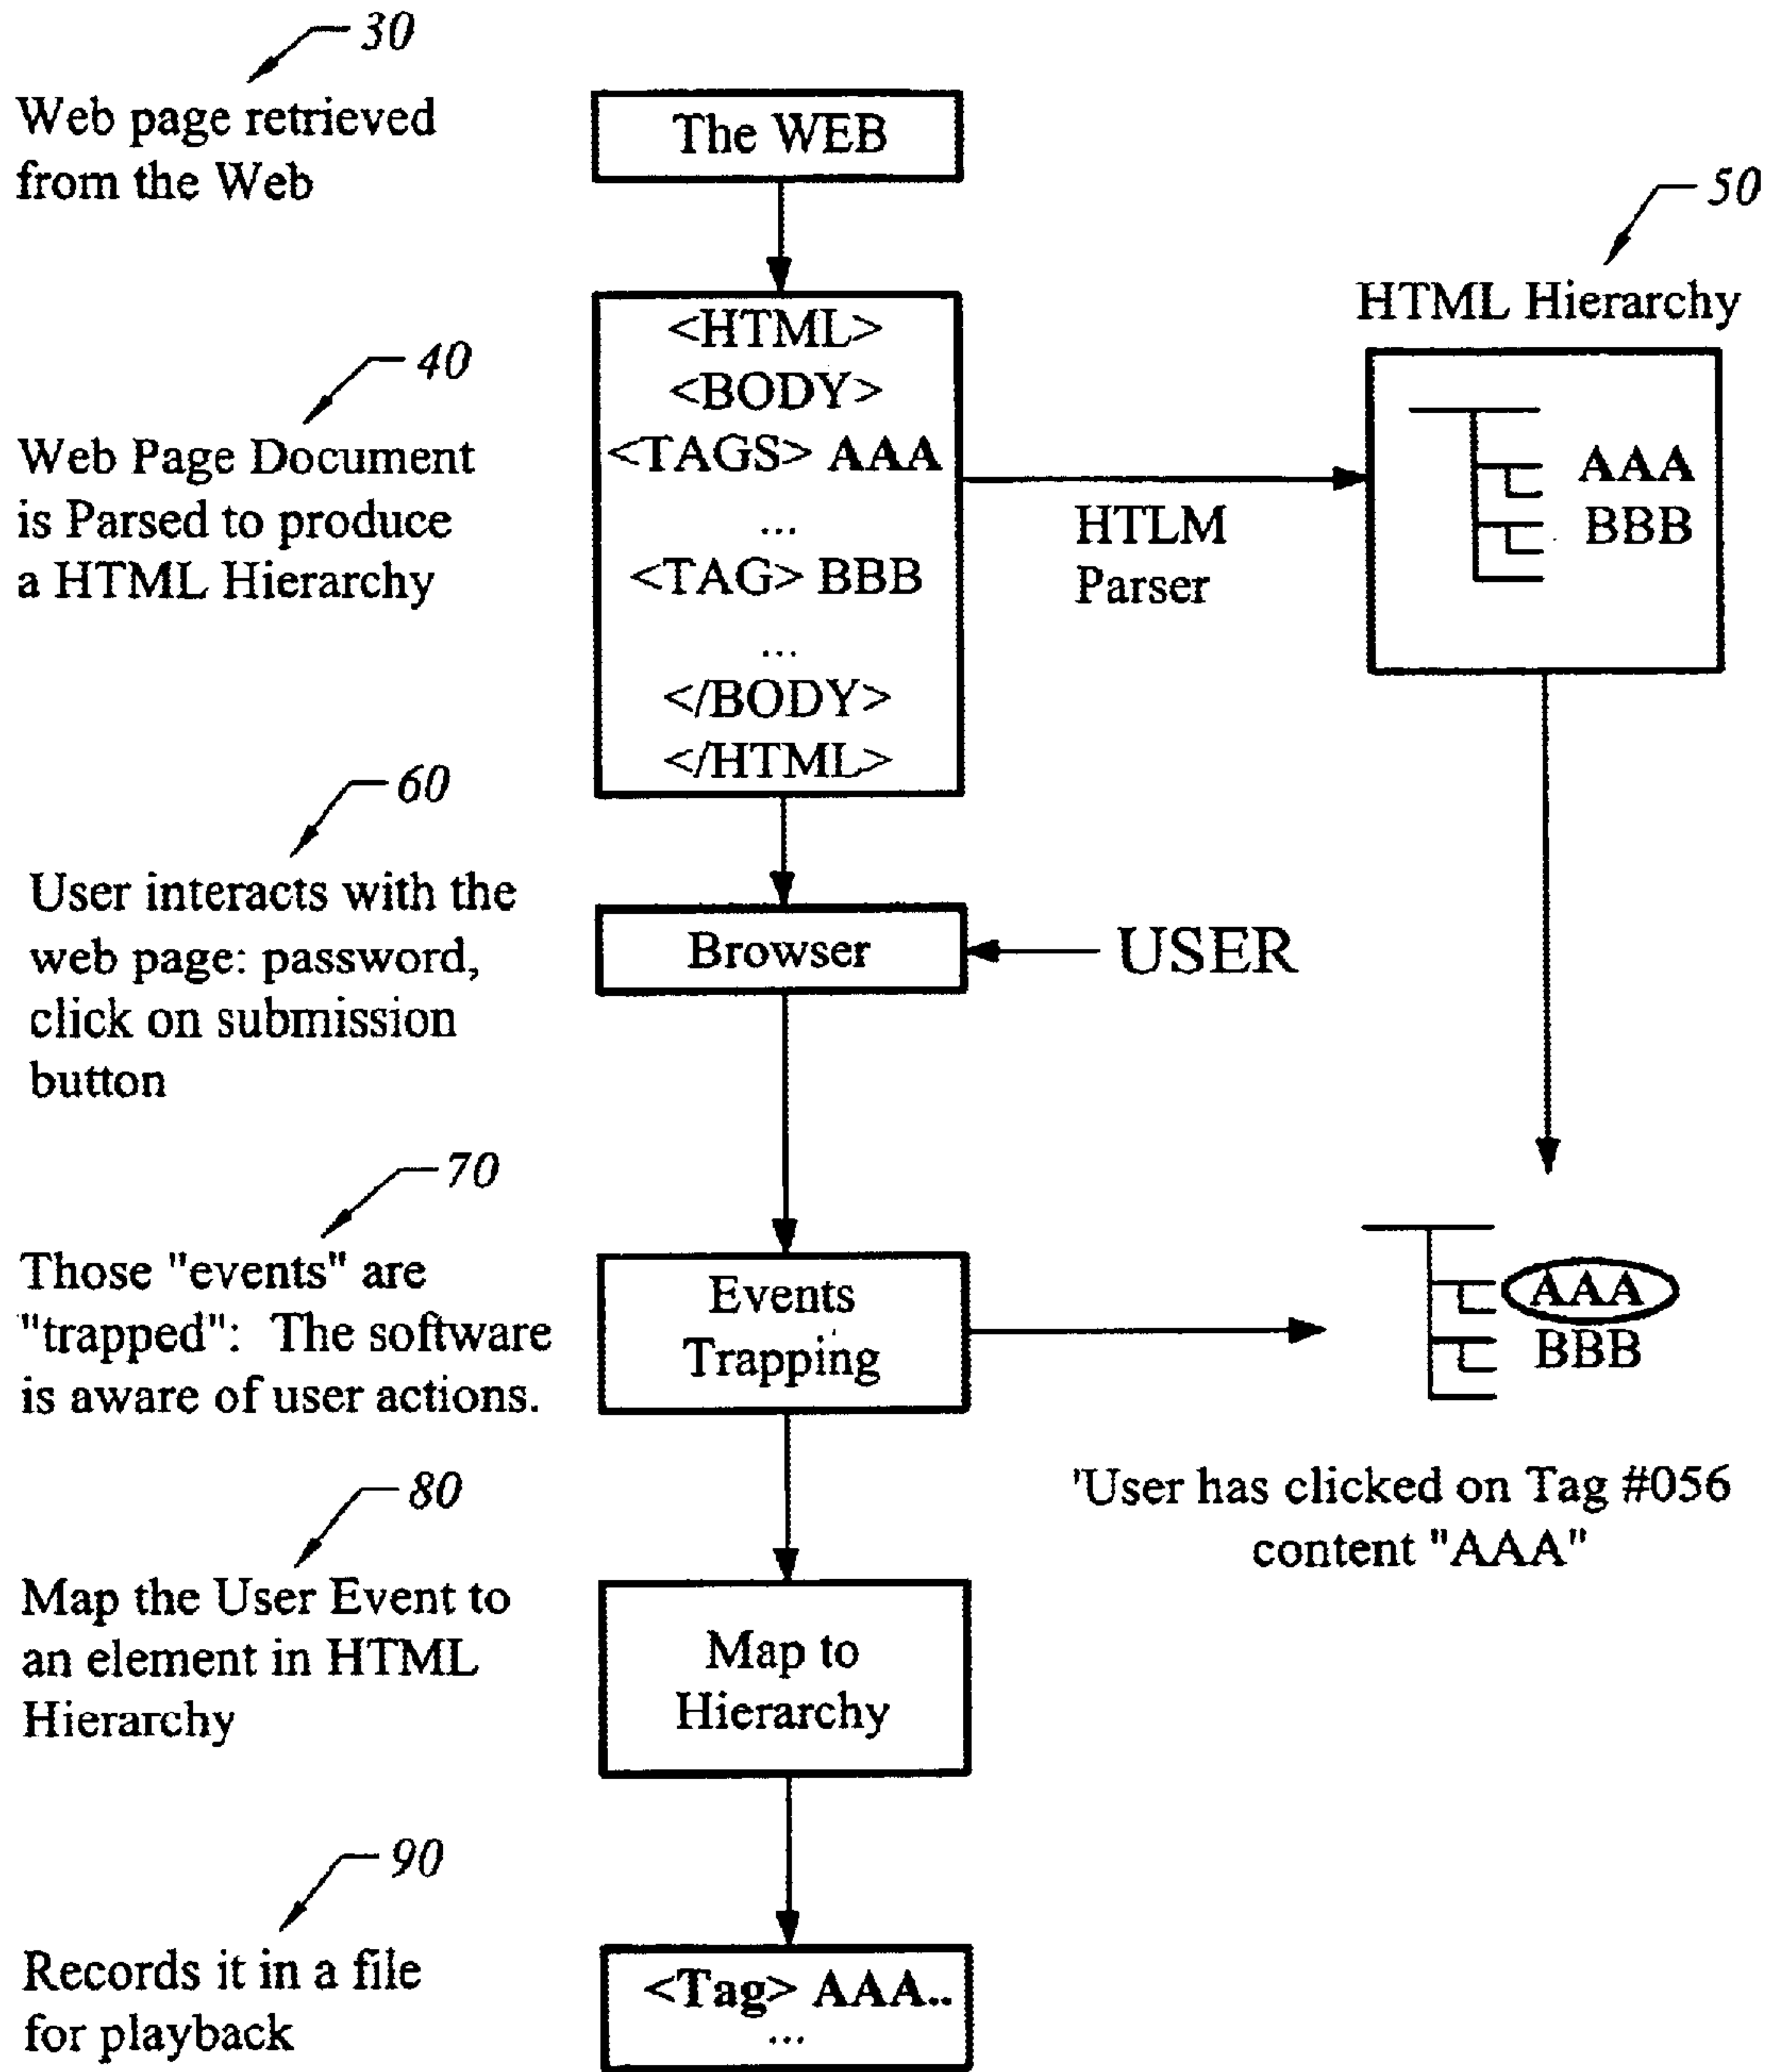 30
Web page retrieved
from the Web
The WEB
50
HTML Hierarchy
40
Web Page Document
is Parsed to produce
a HTML Hierarchy
<HTML>
<BODY>
<TAGS> AAA
...
<TAG> BBB
...
</BODY>
</HTML>
HTLM
Parser
AAA
BBB
60
User interacts with the
web page: password,
click on submission
button
Browser
USER
70
Those "events" are
"trapped": The software
is aware of user actions.
Events
Trapping
AAA
BBB
'User has clicked on Tag #056
content "AAA"
80
Map the User Event to
an element in HTML
Hierarchy
Map to
Hierarchy
90
Records it in a file
for playback
<Tag> AAA..
...